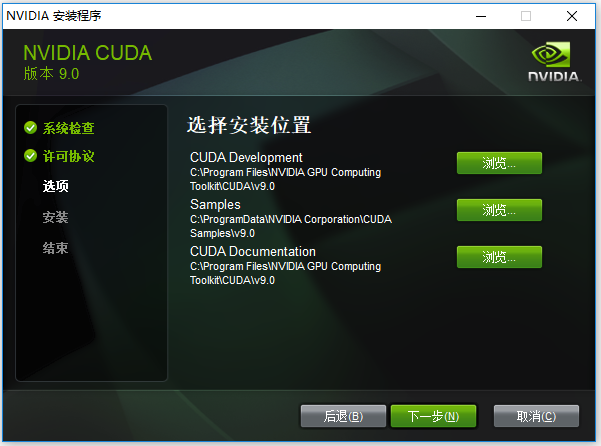 NVIDIA 安装程序
NVIDIA CUDA
版本 9.0
NVIDIA.
系统检查
许可协议
选项
安装
结束
选择安装位置
CUDA Development
C:\Program Files\NVIDIA GPU Computing
Toolkit\CUDA\v9.0
浏览...
Samples
C:\ProgramData\NVIDIA Corporation\CUDA
Samples\v9.0
浏览...
CUDA Documentation
C:\Program Files\NVIDIA GPU Computing
Toolkit\CUDA\v9.0
浏览...
后退(B) 下一步(N) 取消(C)